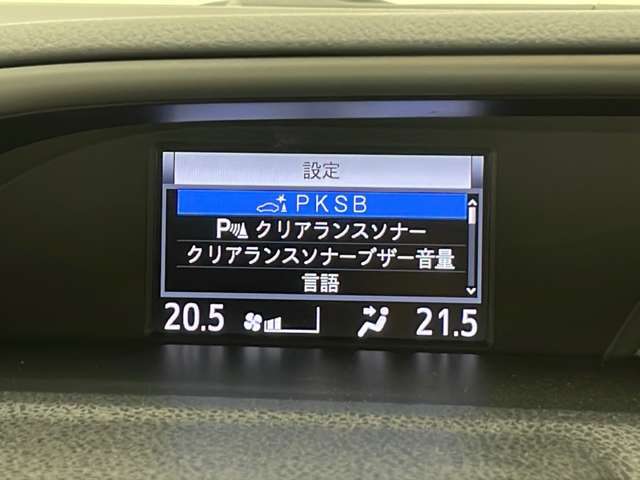 設定
PKSB
P クリアランスソナー
クリアランスソナーブザー音量
言語
20.5 21.5